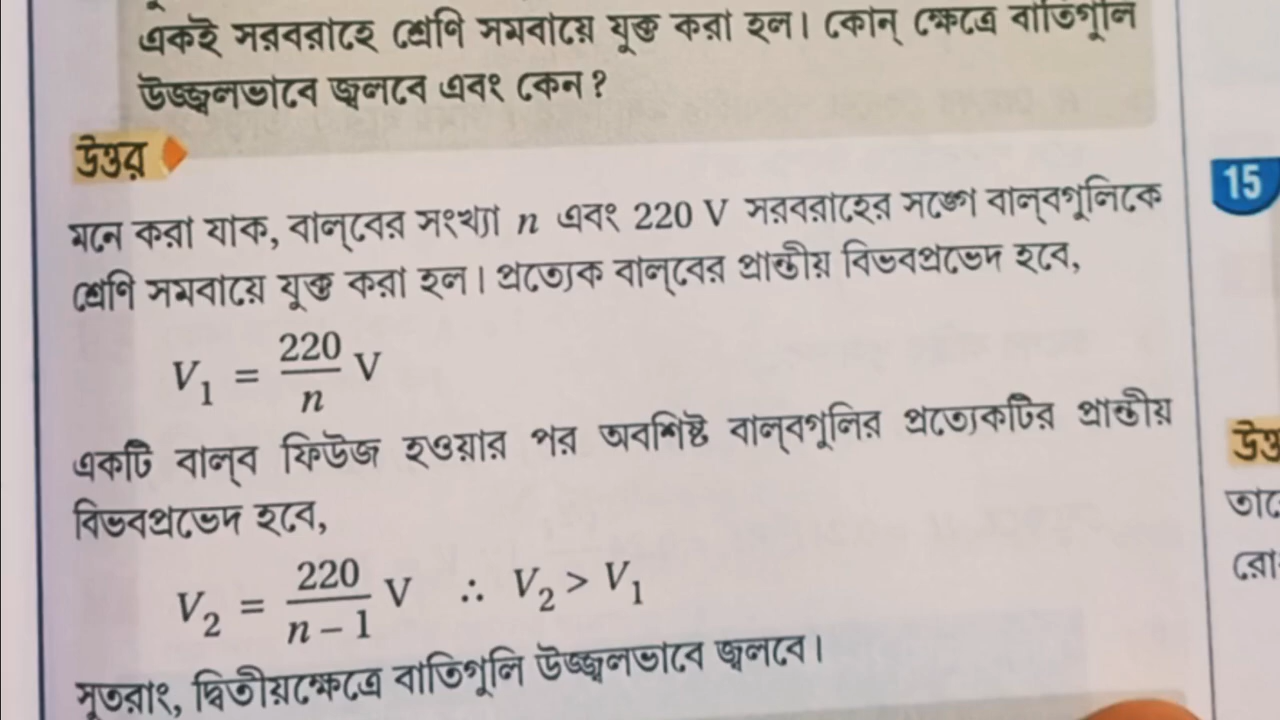 একই সরবরাহে শ্রেণি সমবায়ে যুক্ত করা হল। কোন্ ক্ষেত্রে বাতিগুলি
উজ্জ্বলভাবে জ্বলবে এবং কেন?
উত্তর
15
মনে করা যাক, বাল্‌বের সংখ্যা n এবং 220 V সরবরাহের সঙ্গে বাল্‌বগুলিকে
শ্রেণি সমবায়ে যুক্ত করা হল। প্রত্যেক বাল্‌বের প্রান্তীয় বিভবপ্রভেদ হবে,
V₁ = 220/n V
একটি বাল্‌ব ফিউজ হওয়ার পর অবশিষ্ট বাল্‌বগুলির প্রত্যেকটির প্রান্তীয়
বিভবপ্রভেদ হবে,
V₂ = 220/(n – 1) V ∴ V₂ > V₁
সুতরাং, দ্বিতীয়ক্ষেত্রে বাতিগুলি উজ্জ্বলভাবে জ্বলবে।